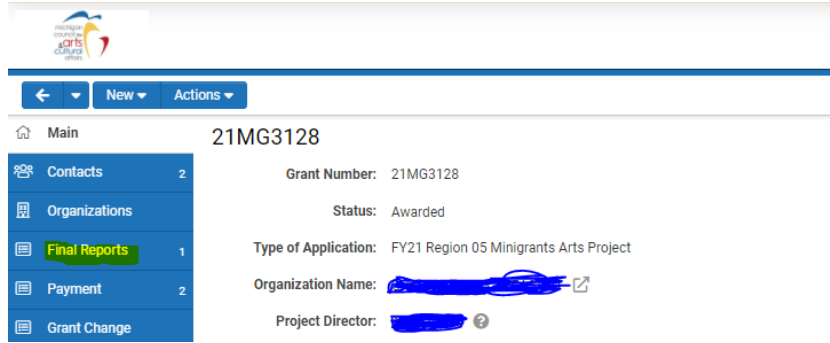 michigan
council for
&arts
cultural
affairs
New
Actions
Main
Contacts 2
Organizations
Final Reports 1
Payment 2
Grant Change
21MG3128
Grant Number: 21MG3128
Status: Awarded
Type of Application: FY21 Region 05 Minigrants Arts Project
Organization Name:
Project Director: ?